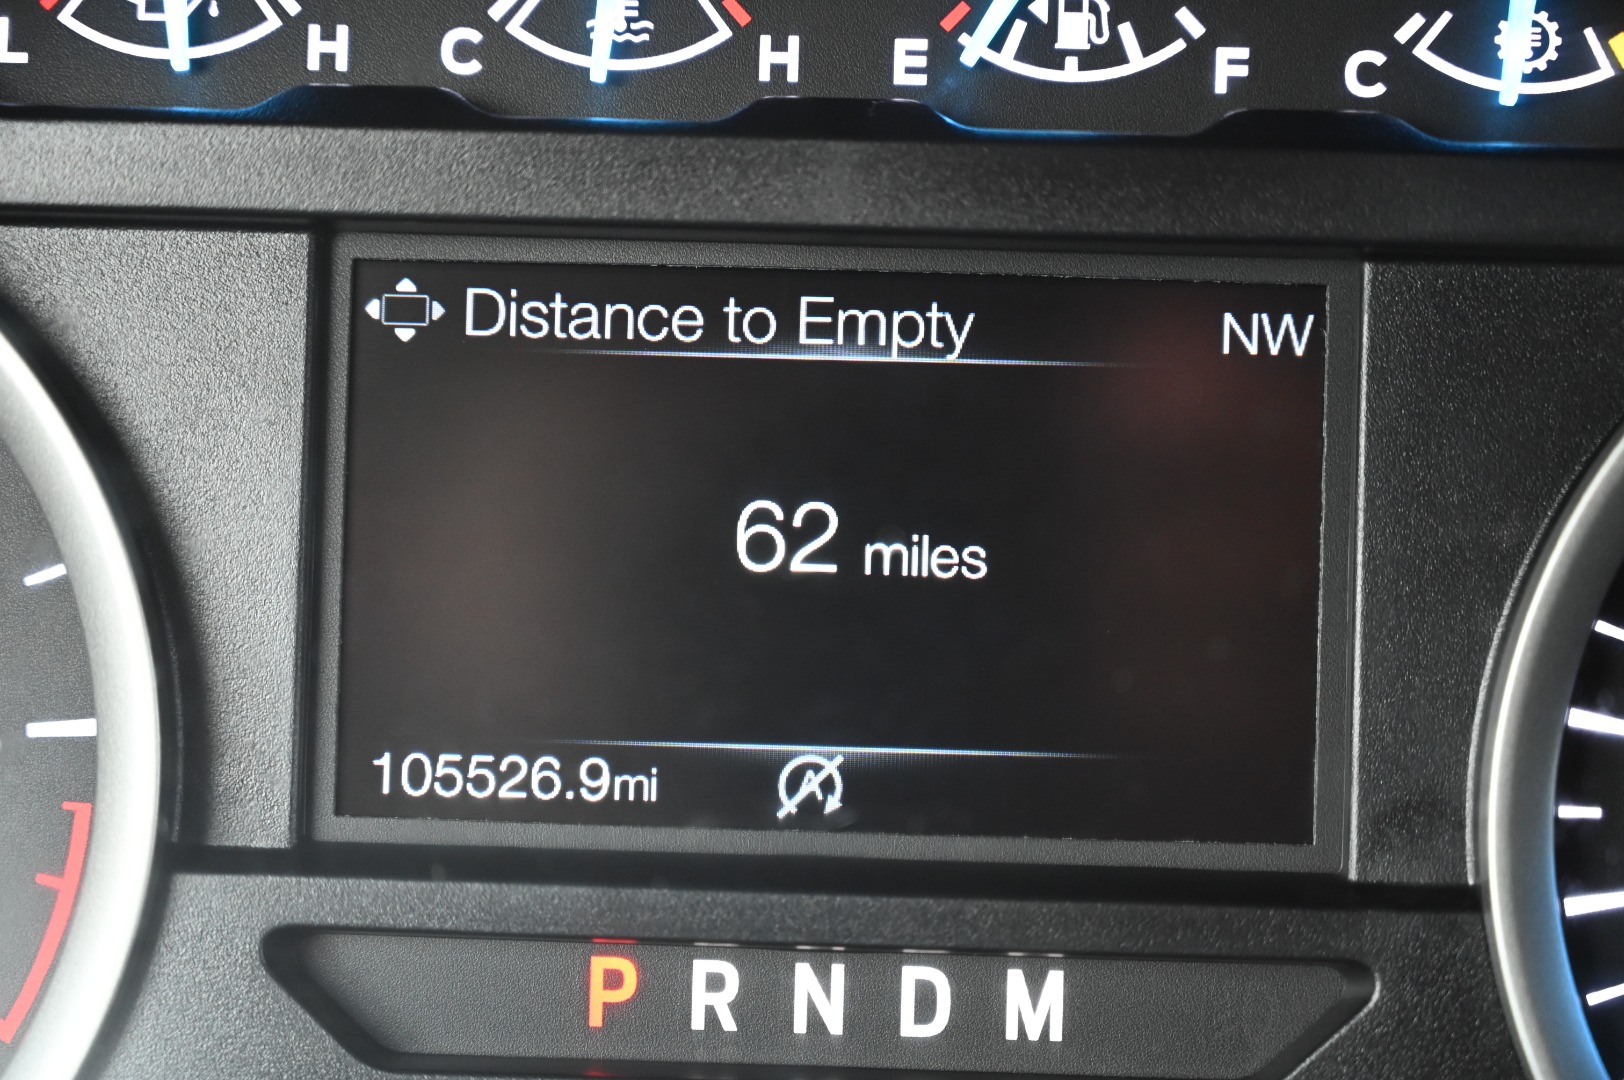 L H C H E F C
Distance to Empty NW
62 miles
105526.9mi
A
P R N D M